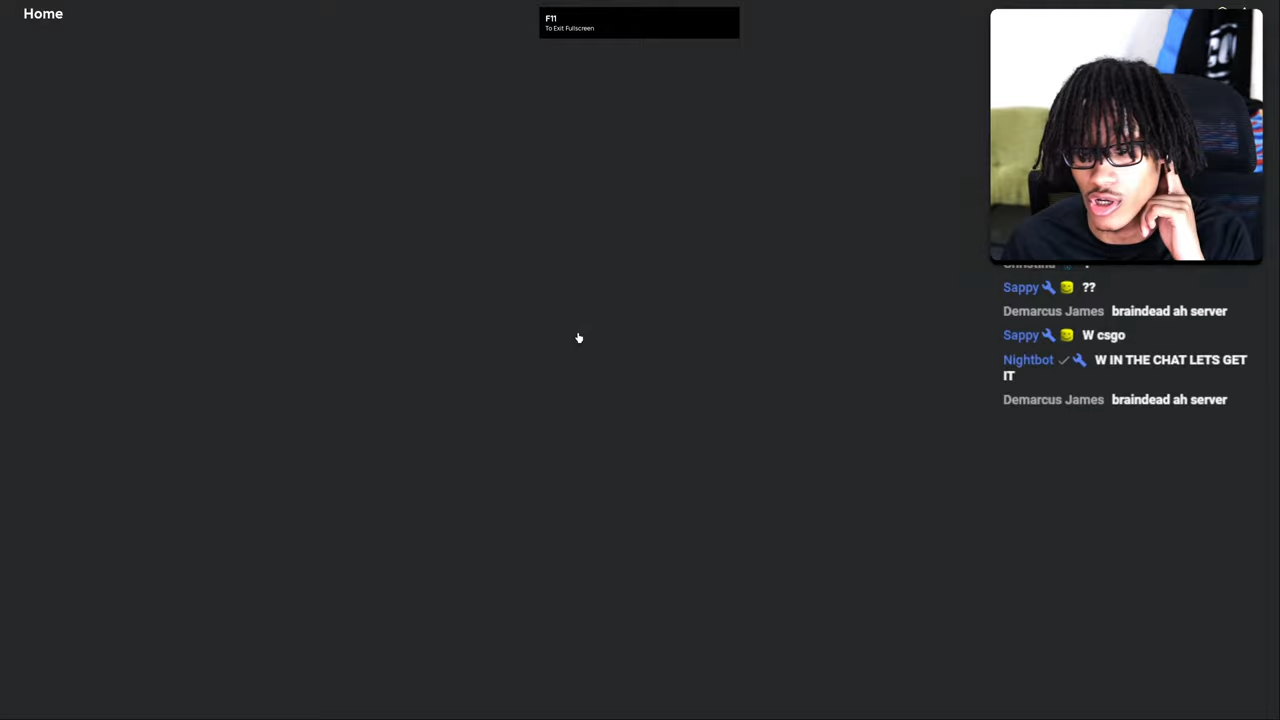 Home
F11
To Exit Fullscreen
Sappy ??
Demarcus James braindead ah server
Sappy W csgo
Nightbot W IN THE CHAT LETS GET
IT
Demarcus James braindead ah server